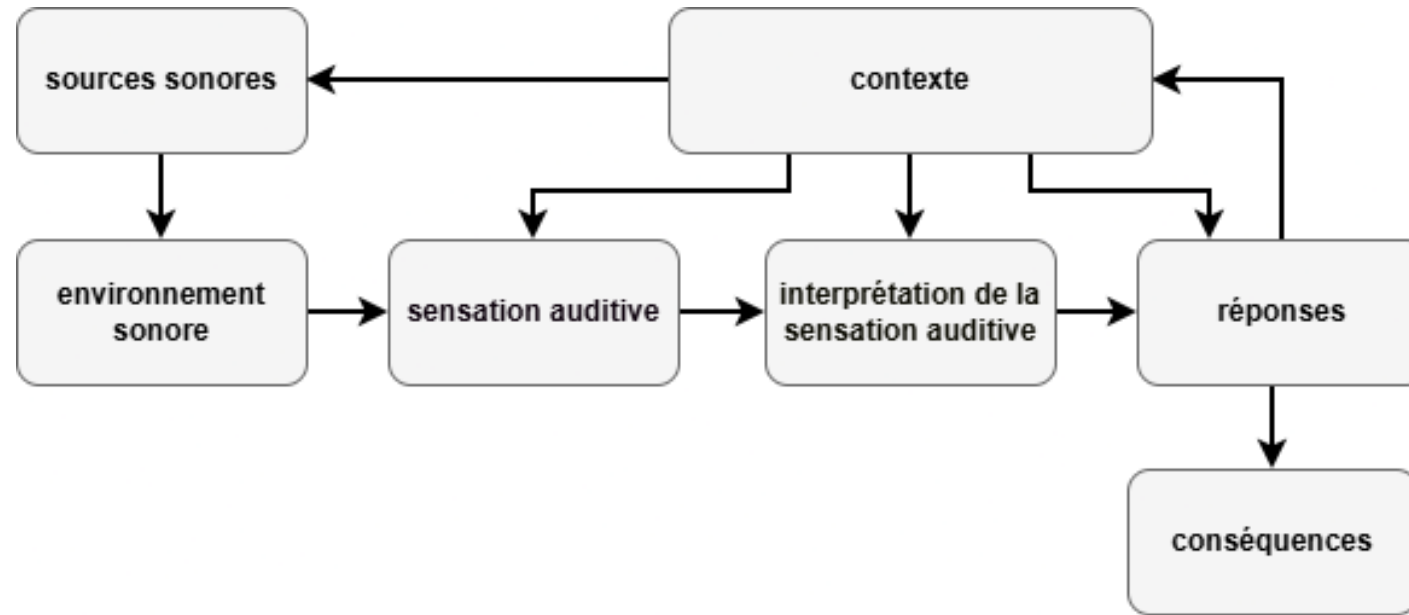 sources sonores
contexte
environnement
sonore
sensation auditive
interprétation de la
sensation auditive
réponses
conséquences